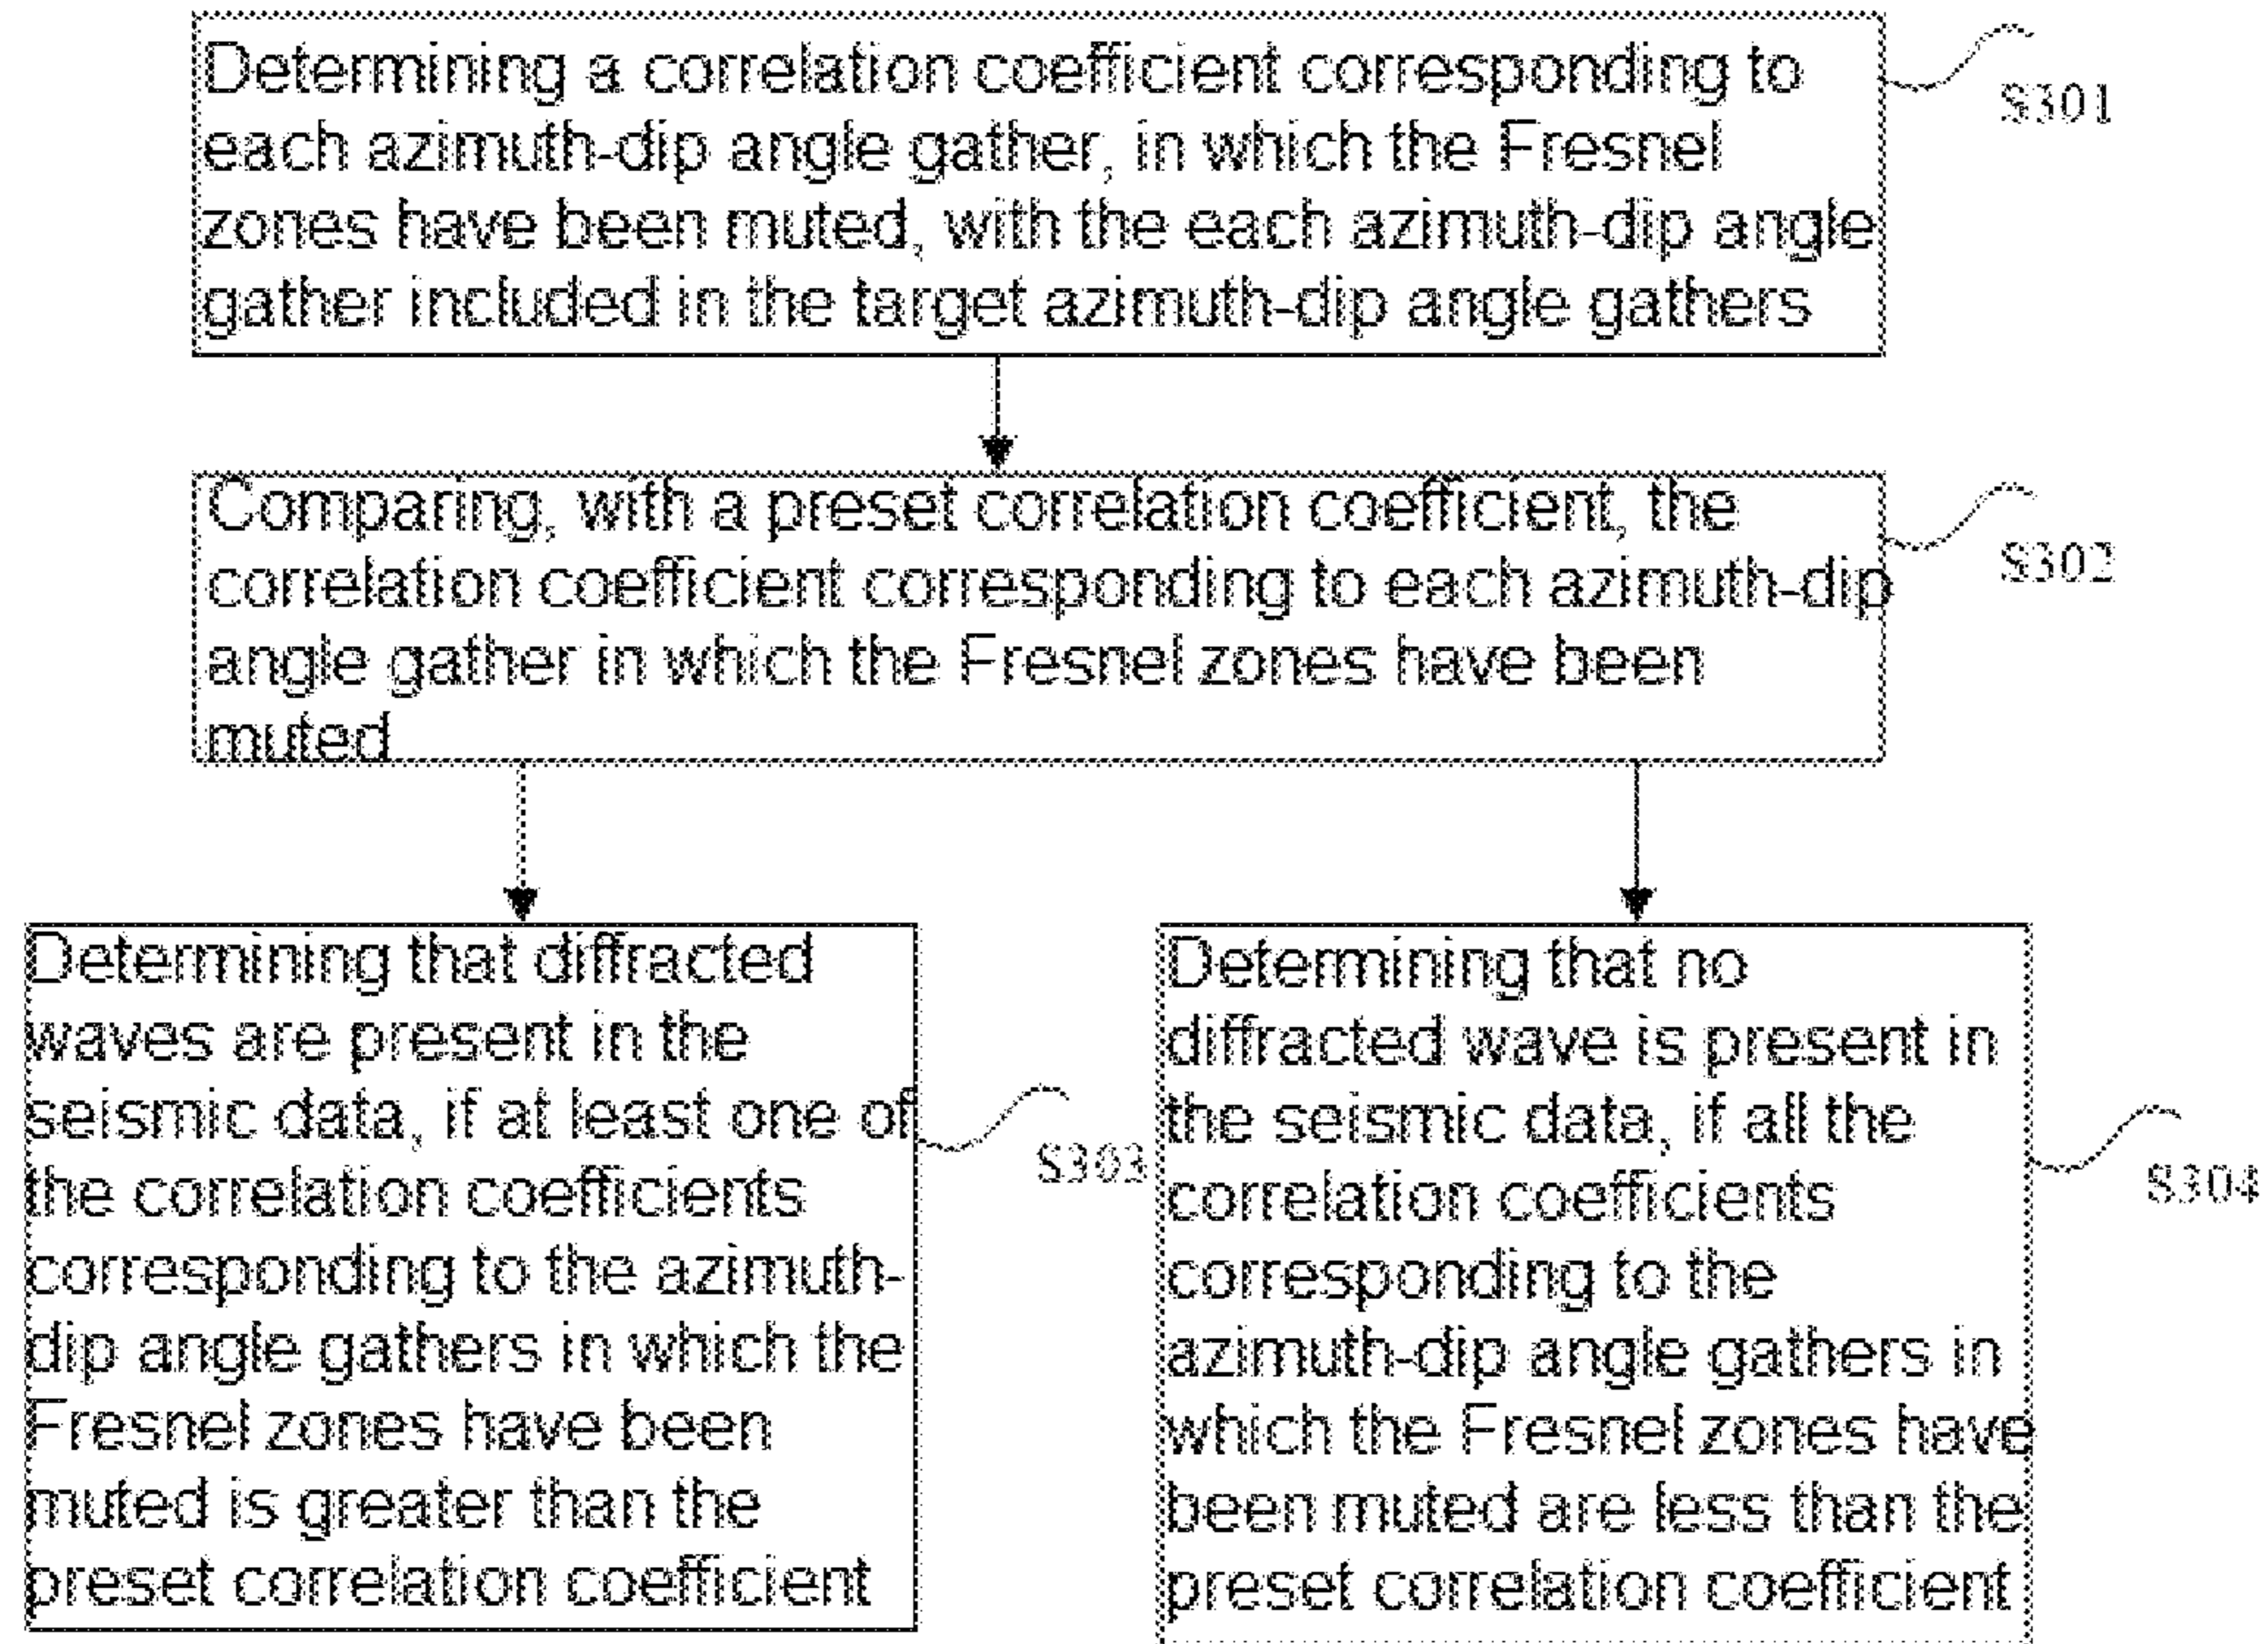 Determining a correlation coefficient corresponding to
each azimuth-dip angle gather, in which the Fresnel
zones have been muted, with the each azimuth-dip angle
gather included in the target azimuth-dip angle gathers
S301
Comparing, with a preset correlation coefficient, the
correlation coefficient corresponding to each azimuth-dip
angle gather in which the Fresnel zones have been
muted
S302
Determining that diffracted
waves are present in the
seismic data, if at least one of
the correlation coefficients
corresponding to the azimuth-
dip angle gathers in which the
Fresnel zones have been
muted is greater than the
preset correlation coefficient
S303
Determining that no
diffracted wave is present in
the seismic data, if all the
correlation coefficients
corresponding to the
azimuth-dip angle gathers in
which the Fresnel zones have
been muted are less than the
preset correlation coefficient
S304